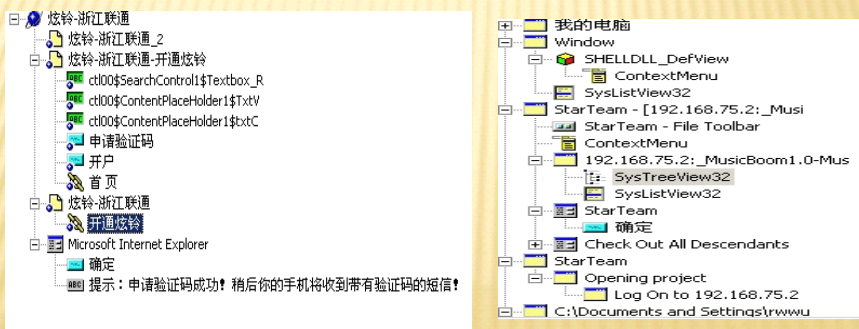 炫铃-浙江联通
炫铃-浙江联通_2
炫铃-浙江联通-开通炫铃
ctl00$SearchControl1$Textbox_R
ctl00$ContentPlaceHolder1$TxtV
ctl00$ContentPlaceHolder1$txtC
申请验证码
开户
首 页
炫铃-浙江联通
开通炫铃
Microsoft Internet Explorer
确定
提示：申请验证码成功！稍后你的手机将收到带有验证码的短信！
我的电脑
Window
SHELLDLL_DefView
ContextMenu
SysListView32
StarTeam - [192.168.75.2:_Musi
StarTeam - File Toolbar
ContextMenu
192.168.75.2:_MusicBoom1.0-Mus
SysTreeView32
SysListView32
StarTeam
确定
Check Out All Descendants
StarTeam
Opening project
Log On to 192.168.75.2
C:\Documents and Settings\rwwu